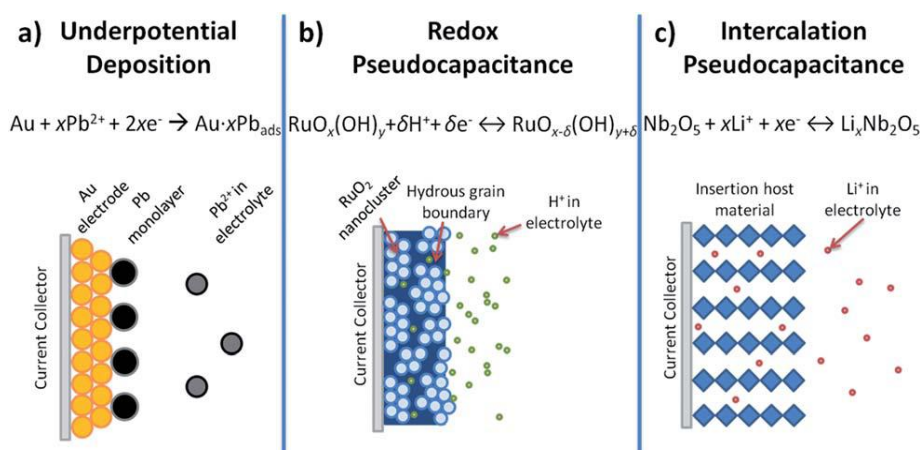 a) Underpotential
Deposition
Au + xPb²⁺ + 2xe⁻ → Au·xPb_ads
Au
electrode
Pb
monolayer
Pb²⁺ in
electrolyte
Current Collector
b) Redox
Pseudocapacitance
RuOₓ(OH)ᵧ+δH⁺+ δe⁻ ↔ RuOₓ₋δ(OH)ᵧ₊δ
RuO₂
nanocluster
Hydrous grain
boundary
H⁺ in
electrolyte
Current Collector
c) Intercalation
Pseudocapacitance
Nb₂O₅ + xLi⁺ + xe⁻ ↔ LiₓNb₂O₅
Insertion host
material
Li⁺ in
electrolyte
Current Collector